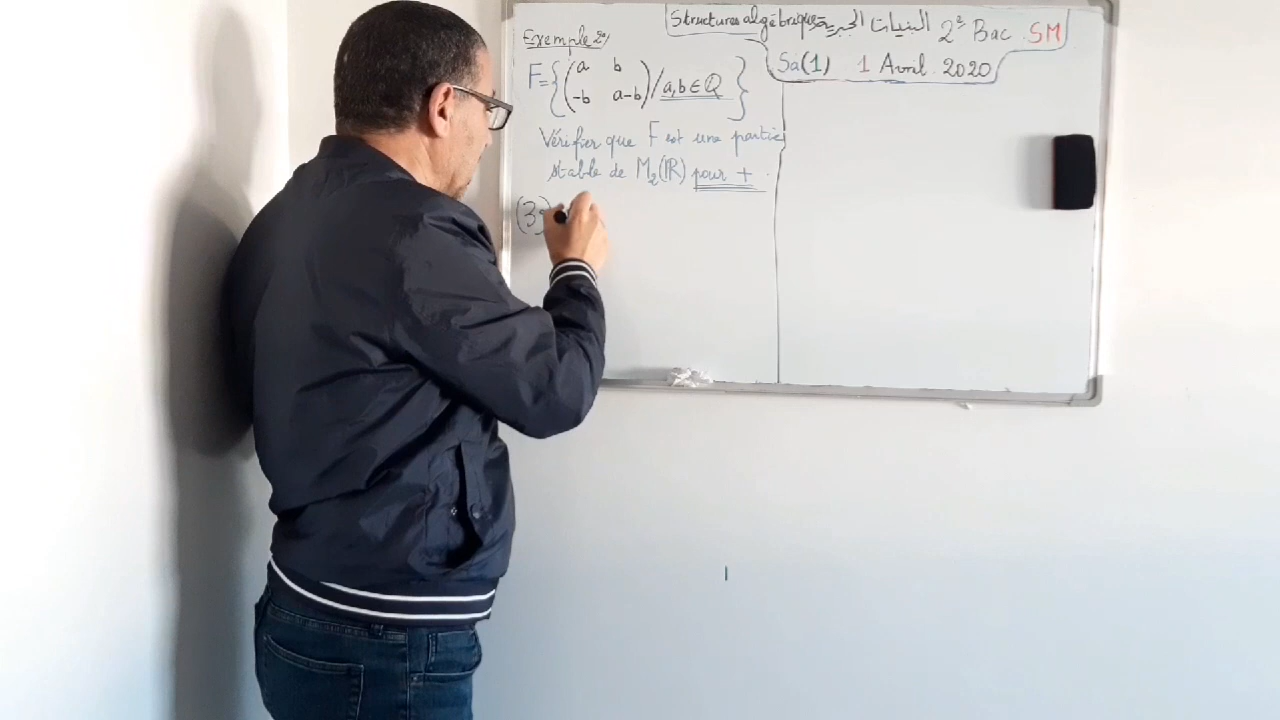 Structures algébriques البنيات الجبرية 2ᵉ Bac SM
Sa(1) 1 Avril 2020
Exemple 2°/
F={( a b
-b a-b )/a,b∈Q}
Vérifier que F est une partie
stable de M₂(ℝ) pour + .
(3